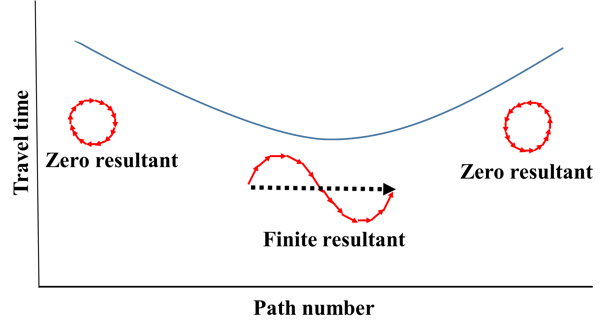 Travel time
Zero resultant
Zero resultant
Finite resultant
Path number